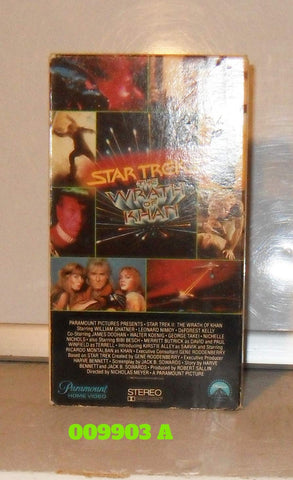 STAR TREK
THE
WRATH
OF
KHAN
PARAMOUNT PICTURES PRESENTS • STAR TREK II: THE WRATH OF KHAN
Starring WILLIAM SHATNER • LEONARD NIMOY • DeFOREST KELLY
Co-Starring JAMES DOOHAN • WALTER KOENIG • GEORGE TAKEI • NICHELLE
NICHOLS • also Starring BIBI BESCH • MERRITT BUTRICK as DAVID and PAUL
WINFIELD as TERRELL • Introducing KIRSTIE ALLEY as SAAVIK and Starring
RICARDO MONTALBAN as KHAN • Executive Consultant GENE RODDENBERRY
Based on STAR TREK Created by GENE RODDENBERRY • Executive Producer
HARVE BENNETT • Screenplay by JACK B. SOWARDS • Story by HARVE
BENNETT and JACK B. SOWARDS • Produced by ROBERT SALLIN
Directed by NICHOLAS MEYER • A PARAMOUNT PICTURE
Paramount
HOME VIDEO
STEREO
009903 A